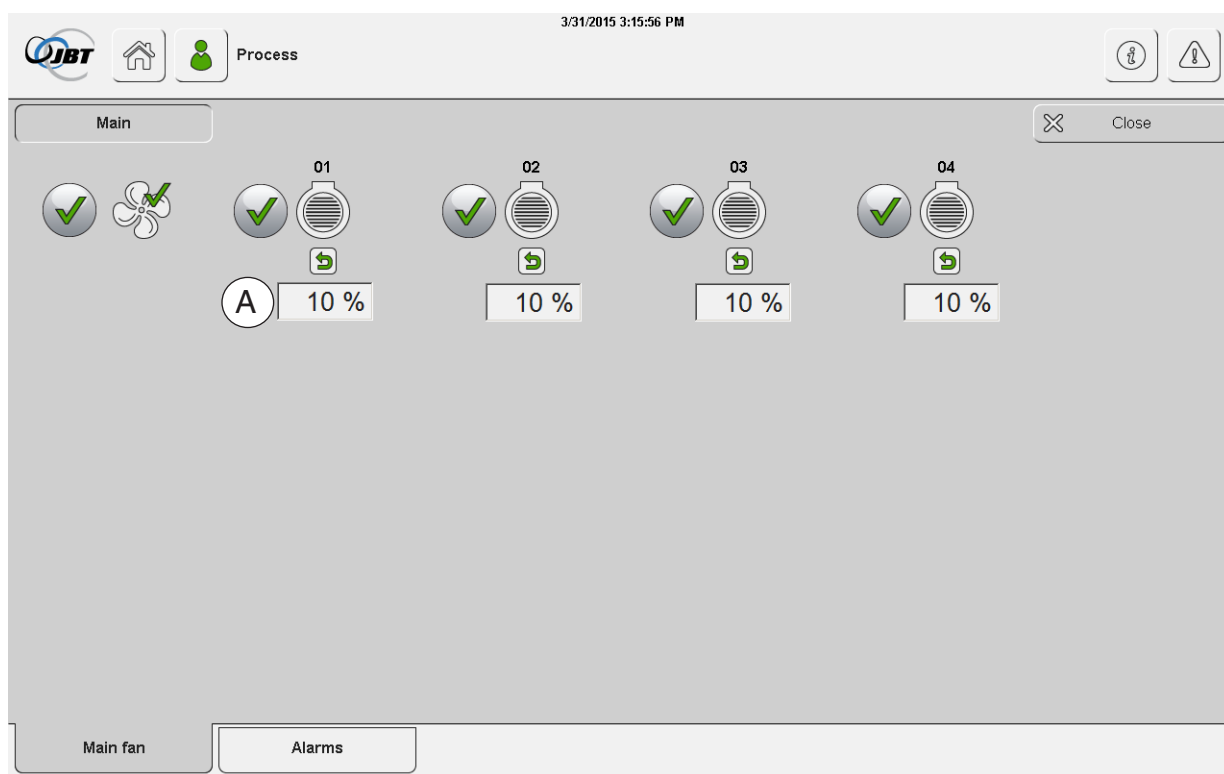 3/31/2015 3:15:56 PM
JBT
Process
i
Main
Close
01 02 03 04
A 10 % 10 % 10 % 10 %
Main fan Alarms